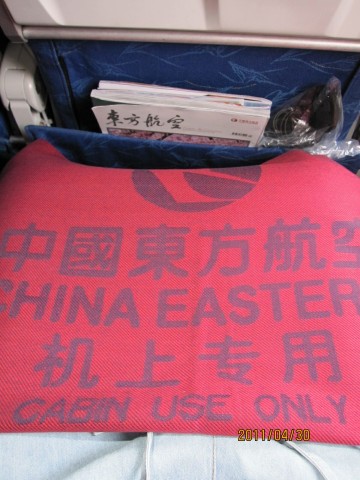 東方航空
中國東方航空
CHINA EASTERN
机上专用
CABIN USE ONLY
2011/04/30